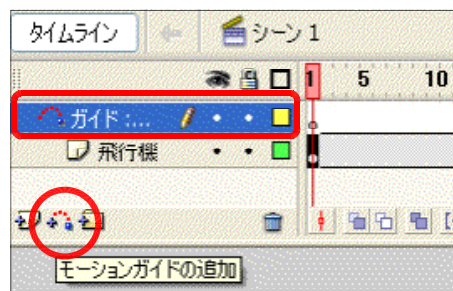 タイムライン シーン 1
1 5 10
ガイド :...
飛行機
モーションガイドの追加